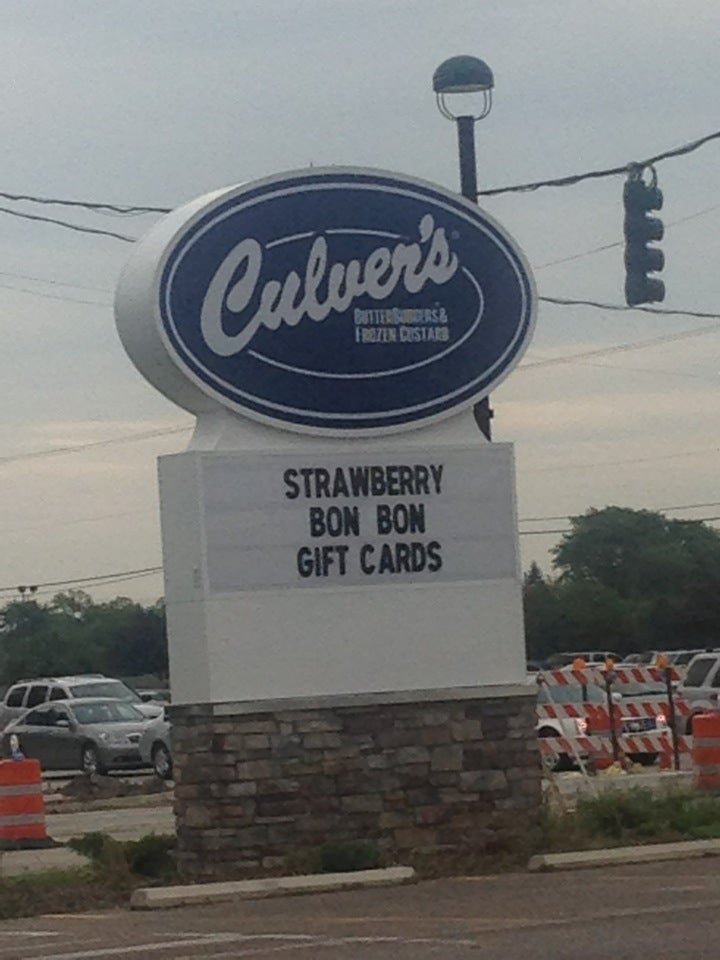 Culver's
BUTTERBURGERS &
FROZEN CUSTARD
STRAWBERRY
BON BON
GIFT CARDS